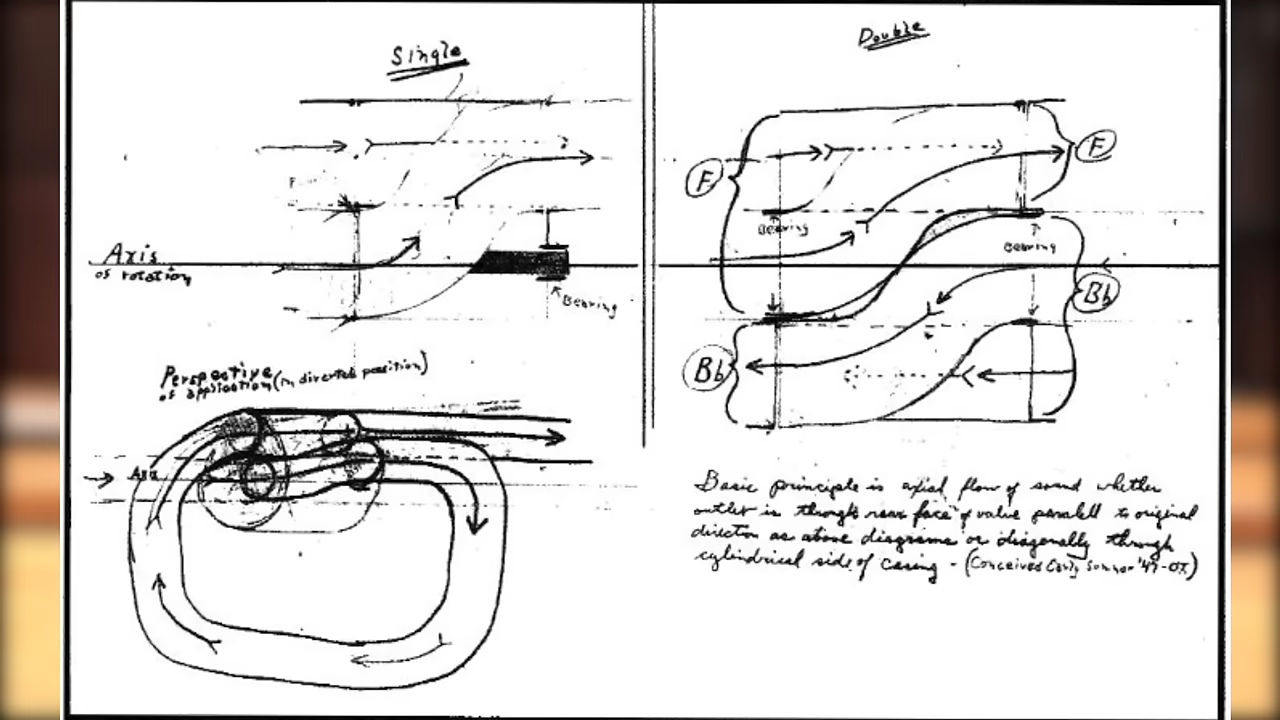 Single
Axis
of rotation
Bearing
Perspective
of application (in diverted position)
Axis
Double
F
F
Bearing
Bearing
Bb
Bb
Basic principle is axial flow of sound whether
outlet is through rear face of valve parallell to original
direction as above diagrams or diagonally through
cylindrical side of casing - (Conceived Early Summer '47-